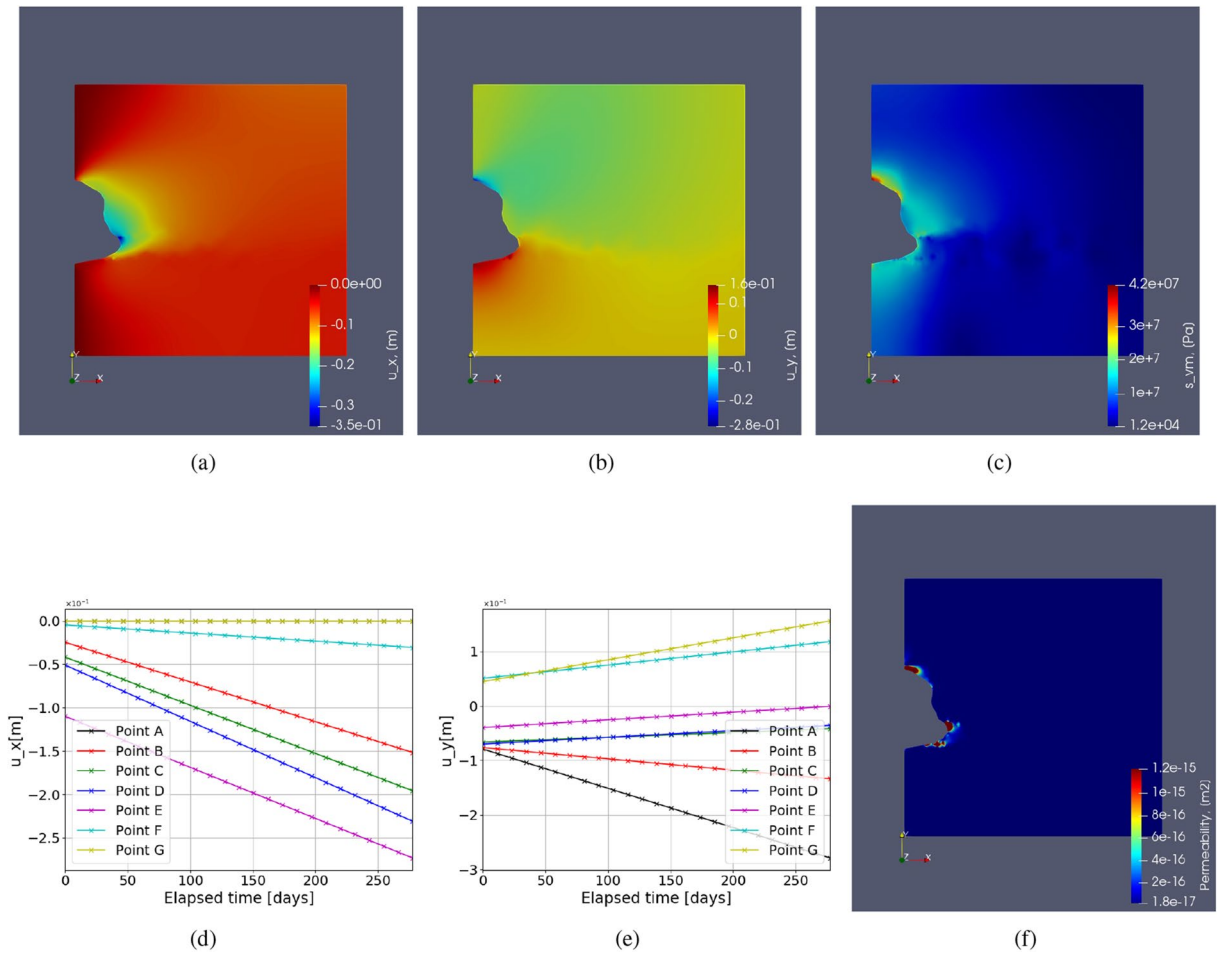 0.0e+00
-0.1
-0.2
-0.3
-3.5e-01
u_x, (m)
Y
Z
X
(a)
1.6e-01
0.1
0
-0.1
-0.2
-2.8e-01
u_y, (m)
Y
Z
X
(b)
4.2e+07
3e+7
2e+7
1e+7
1.2e+04
s_vm, (Pa)
Y
Z
X
(c)
×10⁻¹
0.0
−0.5
−1.0
−1.5
−2.0
−2.5
u_x[m]
Point A
Point B
Point C
Point D
Point E
Point F
Point G
0 50 100 150 200 250
Elapsed time [days]
(d)
×10⁻¹
1
0
−1
−2
−3
u_y[m]
Point A
Point B
Point C
Point D
Point E
Point F
Point G
0 50 100 150 200 250
Elapsed time [days]
(e)
1.2e-15
1e-15
8e-16
6e-16
4e-16
2e-16
1.8e-17
Permeability, (m2)
Y
Z
X
(f)